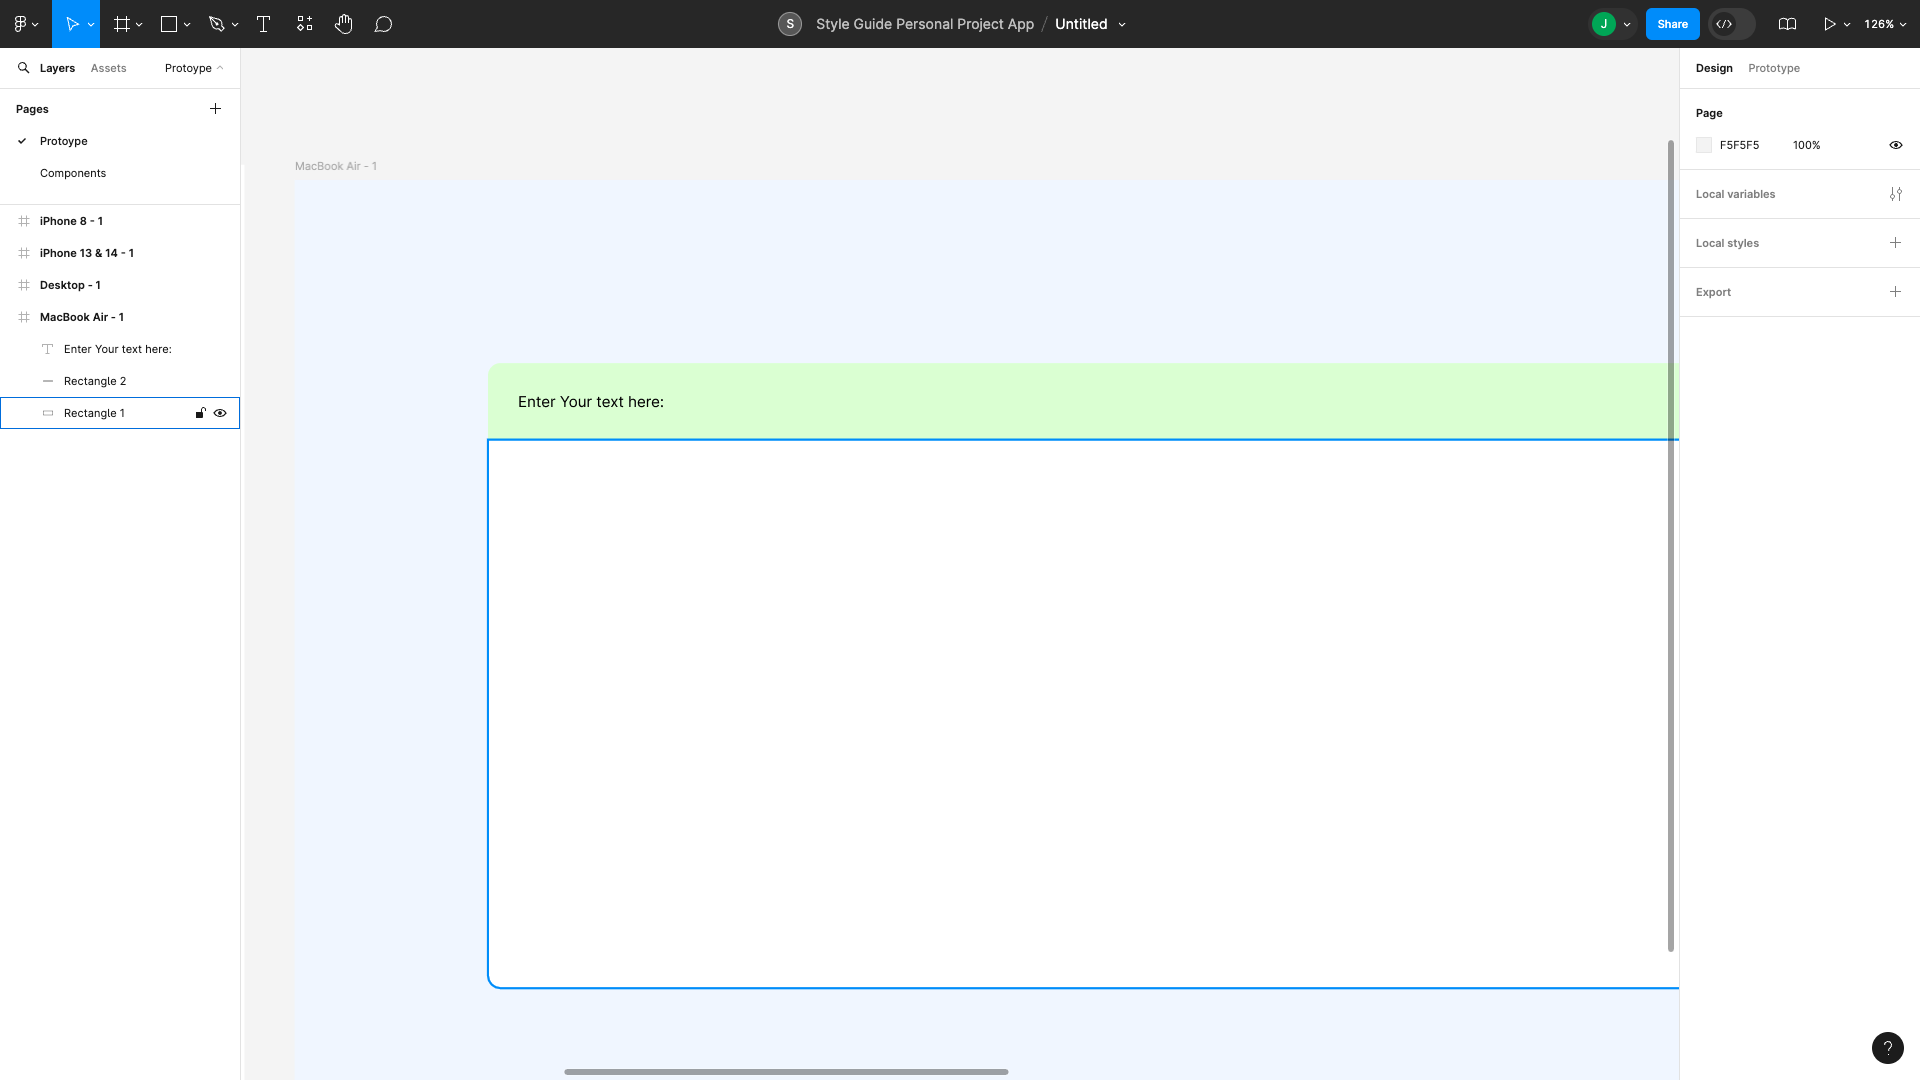 S Style Guide Personal Project App / Untitled
J
Share
126%
Layers Assets Protoype
Design Prototype
Pages
Protoype
Components
iPhone 8 - 1
iPhone 13 & 14 - 1
Desktop - 1
MacBook Air - 1
Enter Your text here:
Rectangle 2
Rectangle 1
MacBook Air - 1
Enter Your text here:
Page
F5F5F5 100%
Local variables
Local styles
Export
?